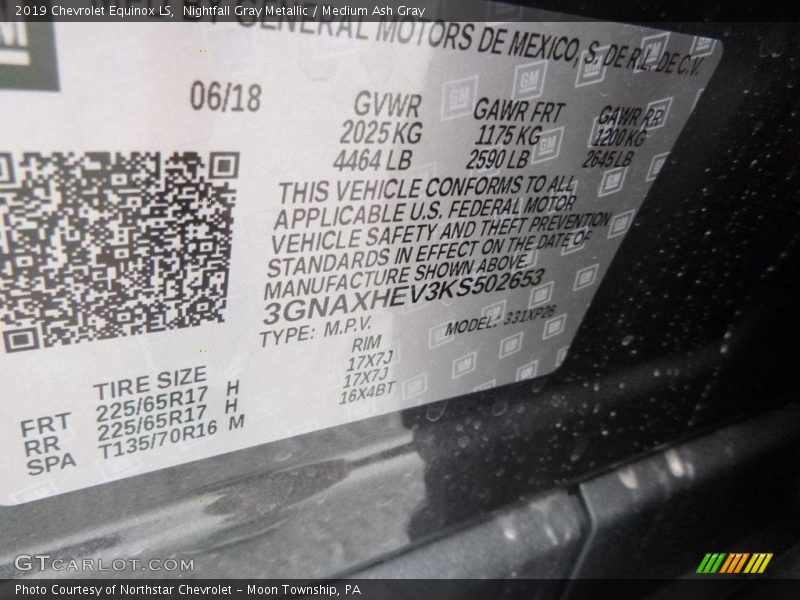 2019 Chevrolet Equinox LS, Nightfall Gray Metallic / Medium Ash Gray
BY GENERAL MOTORS DE MEXICO, S. DE R.L. DE C.V.
06/18
GVWR GAWR FRT GAWR RR
2025 KG 1175 KG 1200 KG
4464 LB 2590 LB 2645 LB
THIS VEHICLE CONFORMS TO ALL
APPLICABLE U.S. FEDERAL MOTOR
VEHICLE SAFETY AND THEFT PREVENTION
STANDARDS IN EFFECT ON THE DATE OF
MANUFACTURE SHOWN ABOVE
3GNAXHEV3KS502653
TYPE: M.P.V. MODEL: 331XP26
TIRE SIZE RIM
FRT 225/65R17 H 17X7J
RR 225/65R17 H 17X7J
SPA T135/70R16 M 16X4BT
GTCARLOT.COM
Photo Courtesy of Northstar Chevrolet - Moon Township, PA